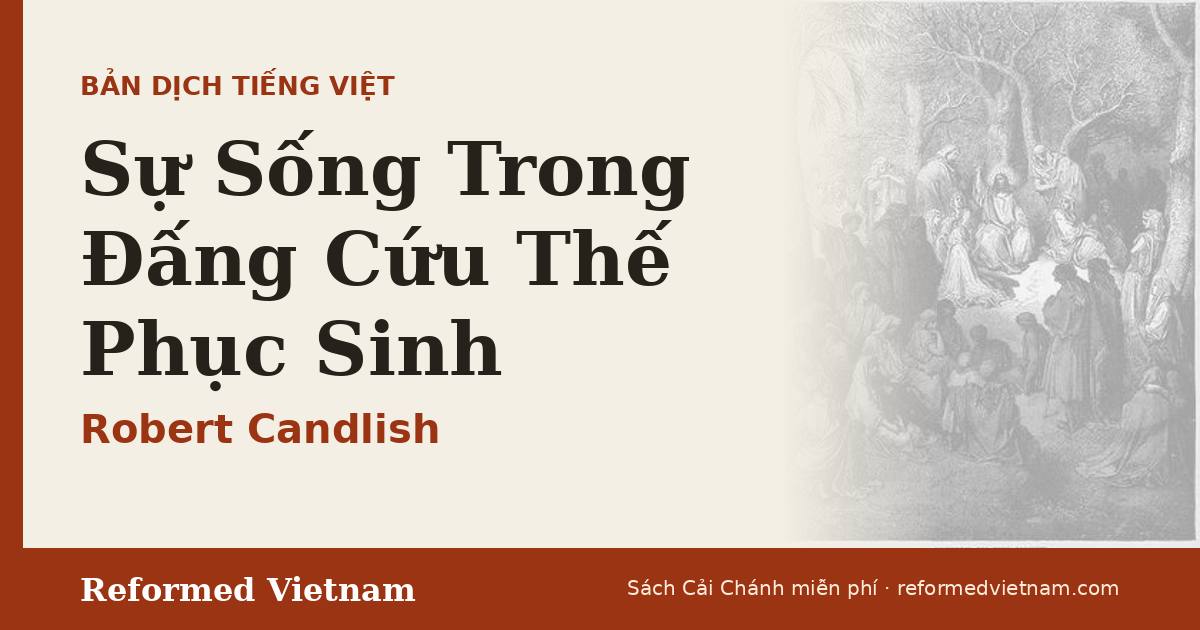 BẢN DỊCH TIẾNG VIỆT
Sự Sống Trong
Đấng Cứu Thế
Phục Sinh
Robert Candlish
Reformed Vietnam
Sách Cải Chánh miễn phí · reformedvietnam.com